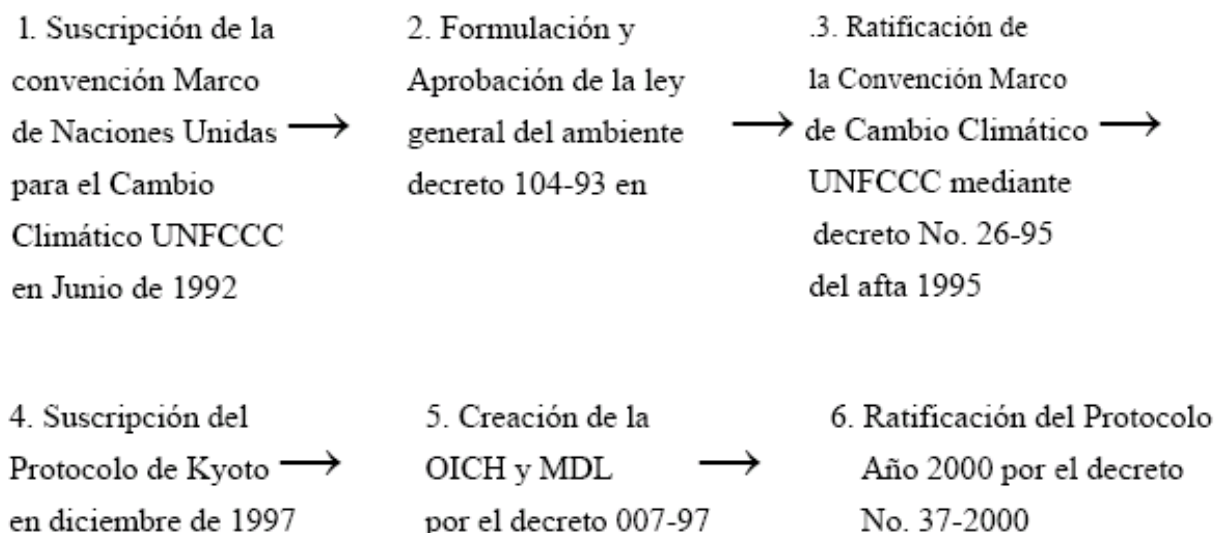 1. Suscripción de la
convención Marco
de Naciones Unidas →
para el Cambio
Climático UNFCCC
en Junio de 1992
2. Formulación y
Aprobación de la ley
general del ambiente →
decreto 104-93 en
.3. Ratificación de
la Convención Marco
de Cambio Climático →
UNFCCC mediante
decreto No. 26-95
del afta 1995
4. Suscripción del
Protocolo de Kyoto →
en diciembre de 1997
5. Creación de la
OICH y MDL →
por el decreto 007-97
6. Ratificación del Protocolo
Año 2000 por el decreto
No. 37-2000